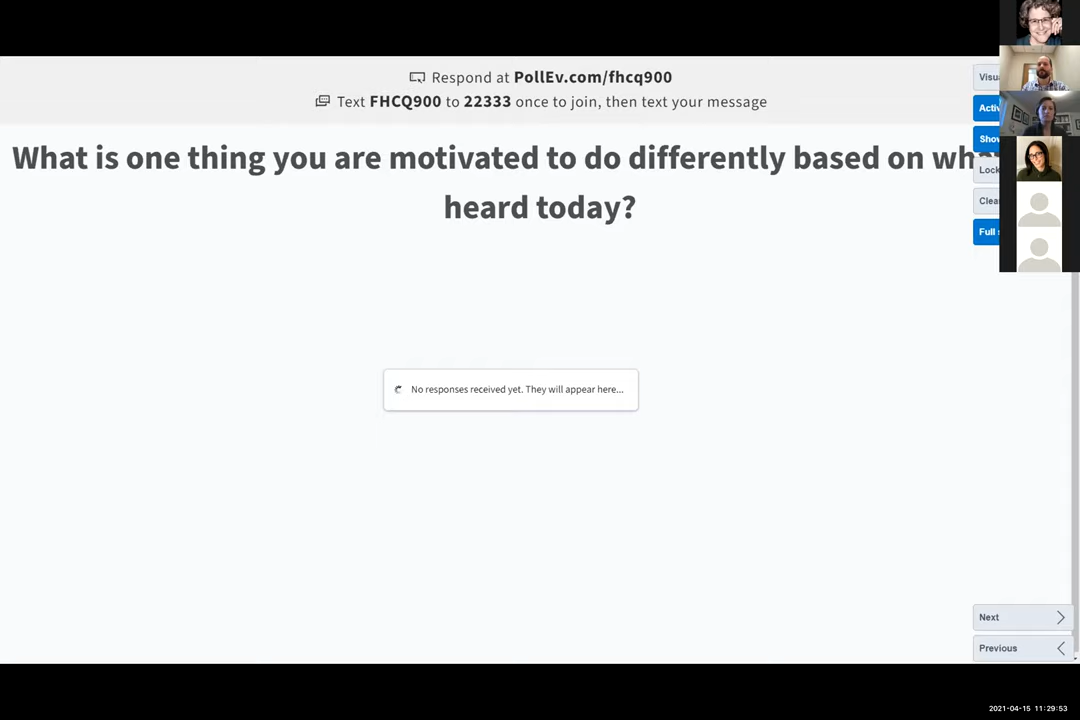 Respond at PollEv.com/fhcq900
Text FHCQ900 to 22333 once to join, then text your message
What is one thing you are motivated to do differently based on
heard today?
No responses received yet. They will appear here...
Lock
Full
Next
Previous
2021-04-15 11:29:53